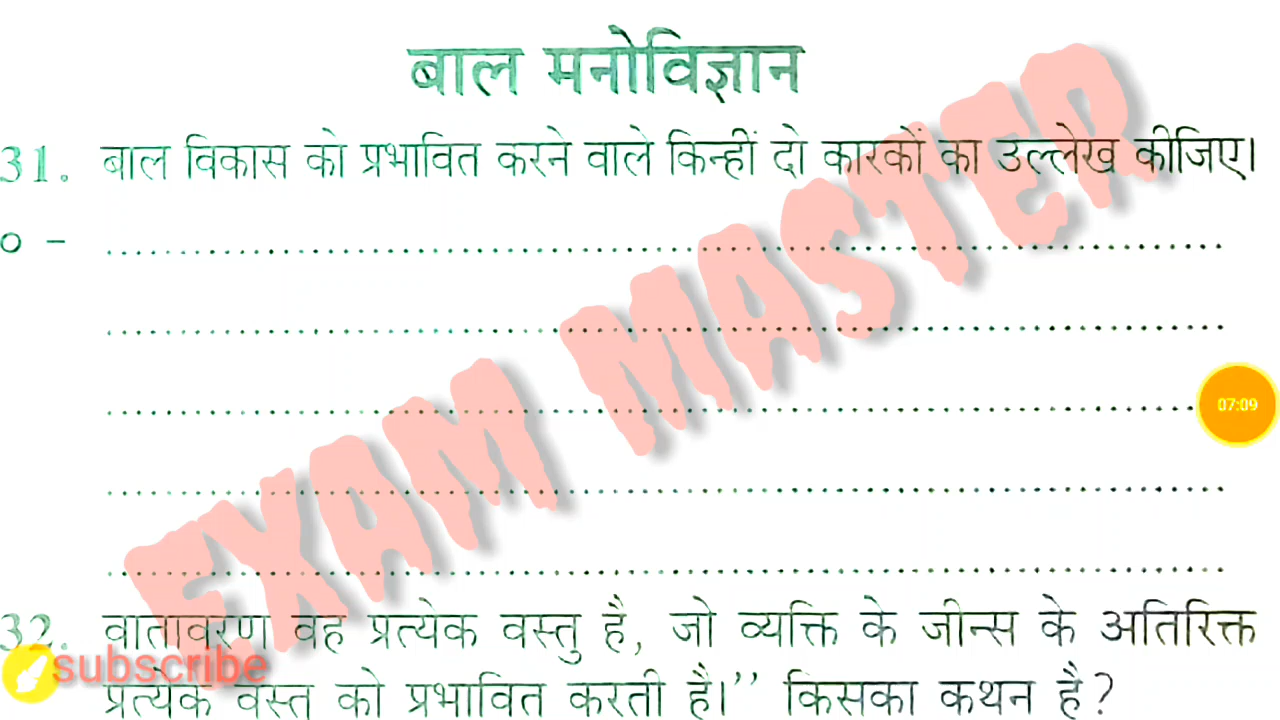 बाल मनोविज्ञान
31. बाल विकास को प्रभावित करने वाले किन्हीं दो कारकों का उल्लेख कीजिए।
० – ........................................
........................................
........................................
07:09
........................................
........................................
EXAM MASTER
32. वातावरण वह प्रत्येक वस्तु है, जो व्यक्ति के जीन्स के अतिरिक्त
subscribe
प्रत्येक वस्त को प्रभावित करती है।’’ किसका कथन है?